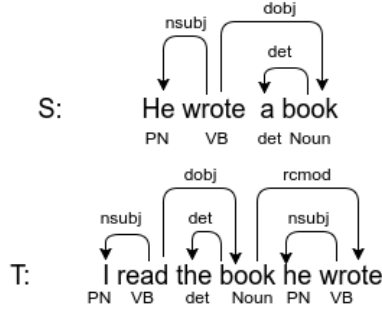 nsubj dobj
det
S: He wrote a book
PN VB det Noun
dobj rcmod
nsubj det nsubj
T: I read the book he wrote
PN VB det Noun PN VB